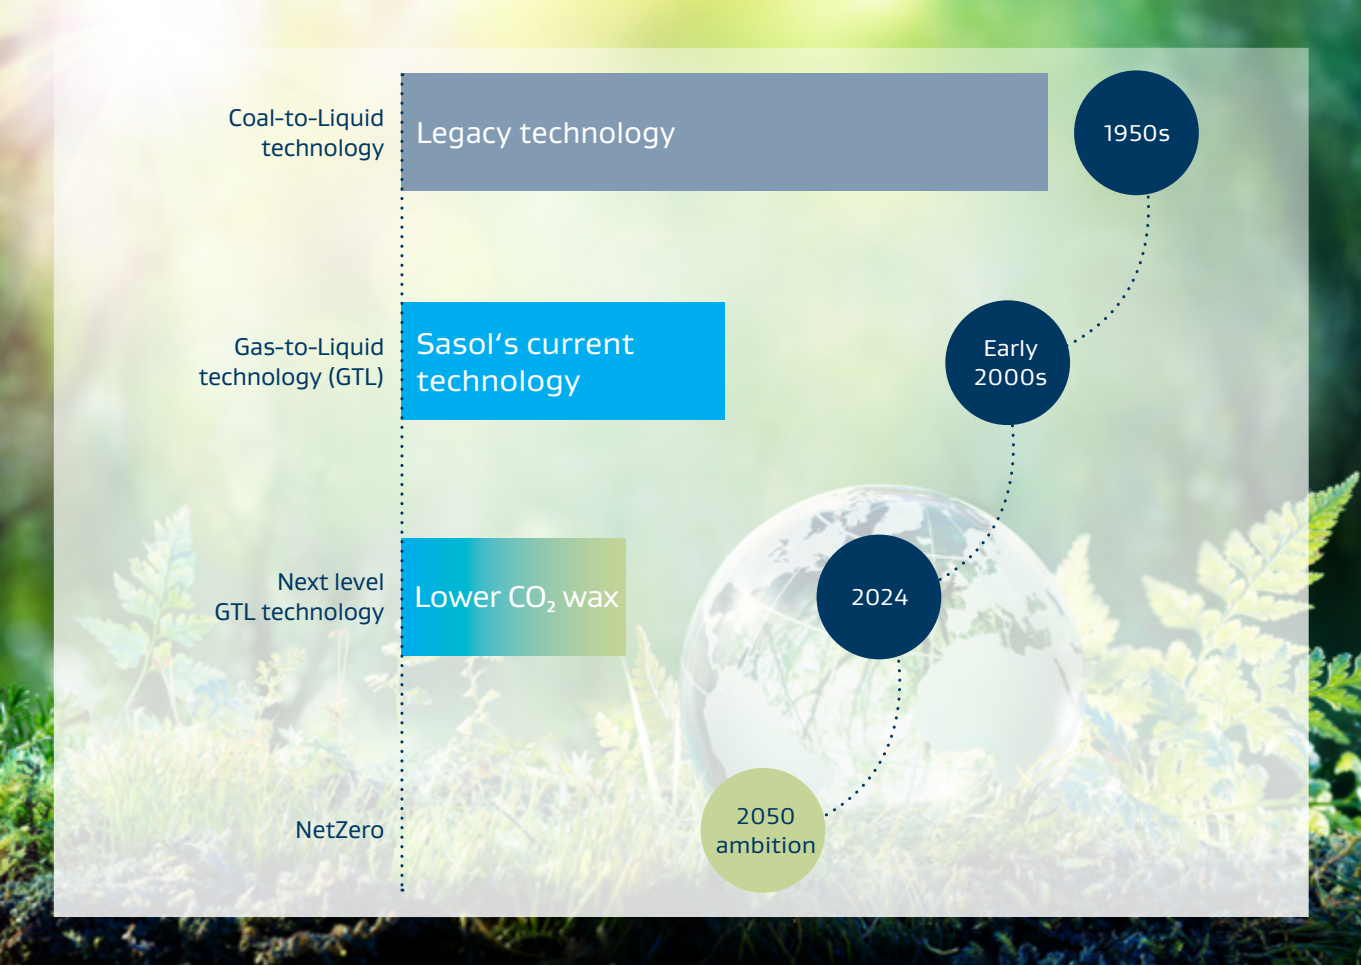 Coal-to-Liquid
technology
Legacy technology
1950s
Gas-to-Liquid
technology (GTL)
Sasol‘s current
technology
Early
2000s
Next level
GTL technology
Lower CO₂ wax
2024
NetZero
2050
ambition